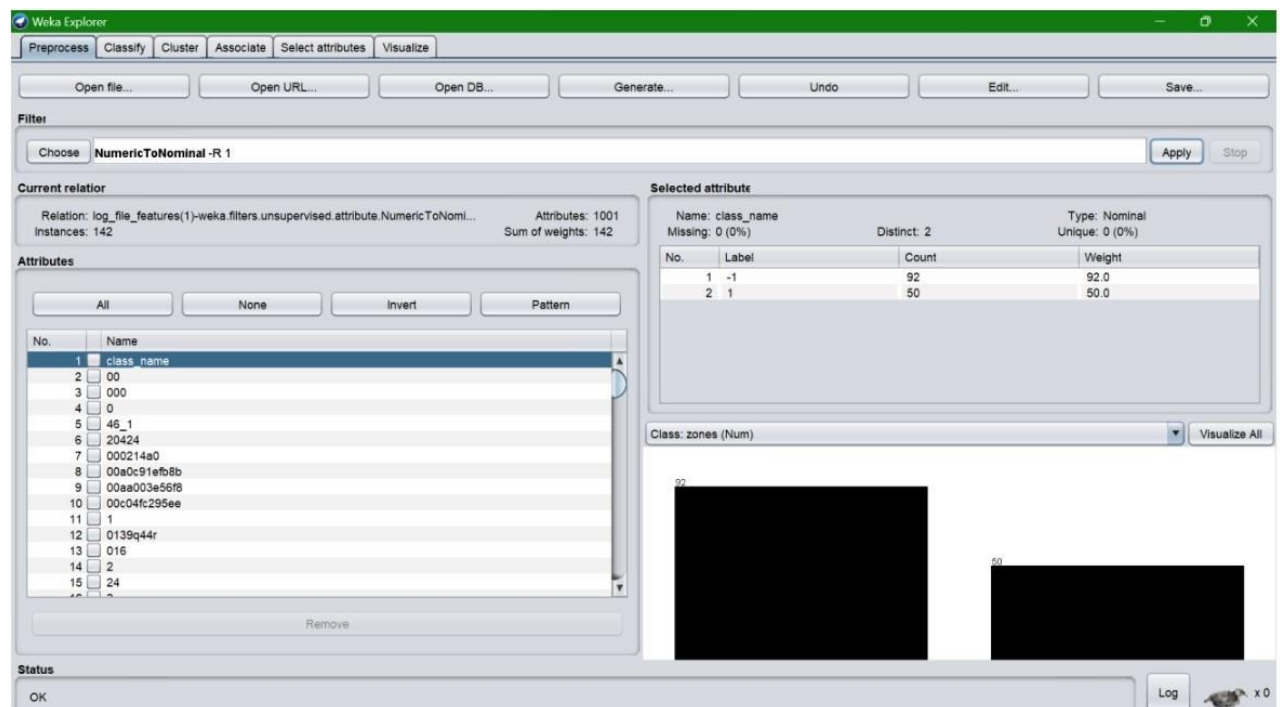 Weka Explorer
Preprocess Classify Cluster Associate Select attributes Visualize
Open file... Open URL... Open DB... Generate... Undo Edit... Save...
Filter
Choose NumericToNominal -R 1 Apply Stop
Current relation
Relation: log_file_features(1)-weka.filters.unsupervised.attribute.NumericToNomi... Attributes: 1001
Instances: 142 Sum of weights: 142
Attributes
All None Invert Pattern
No. Name
1 class_name
2 00
3 000
4 0
5 46_1
6 20424
7 000214a0
8 00a0c91efb8b
9 00aa003e56f8
10 00c04fc295ee
11 1
12 0139q44r
13 016
14 2
15 24
Remove
Selected attribute
Name: class_name Type: Nominal
Missing: 0 (0%) Distinct: 2 Unique: 0 (0%)
No. Label Count Weight
1 -1 92 92.0
2 1 50 50.0
Class: zones (Num) Visualize All
92
50
Status
OK Log x 0